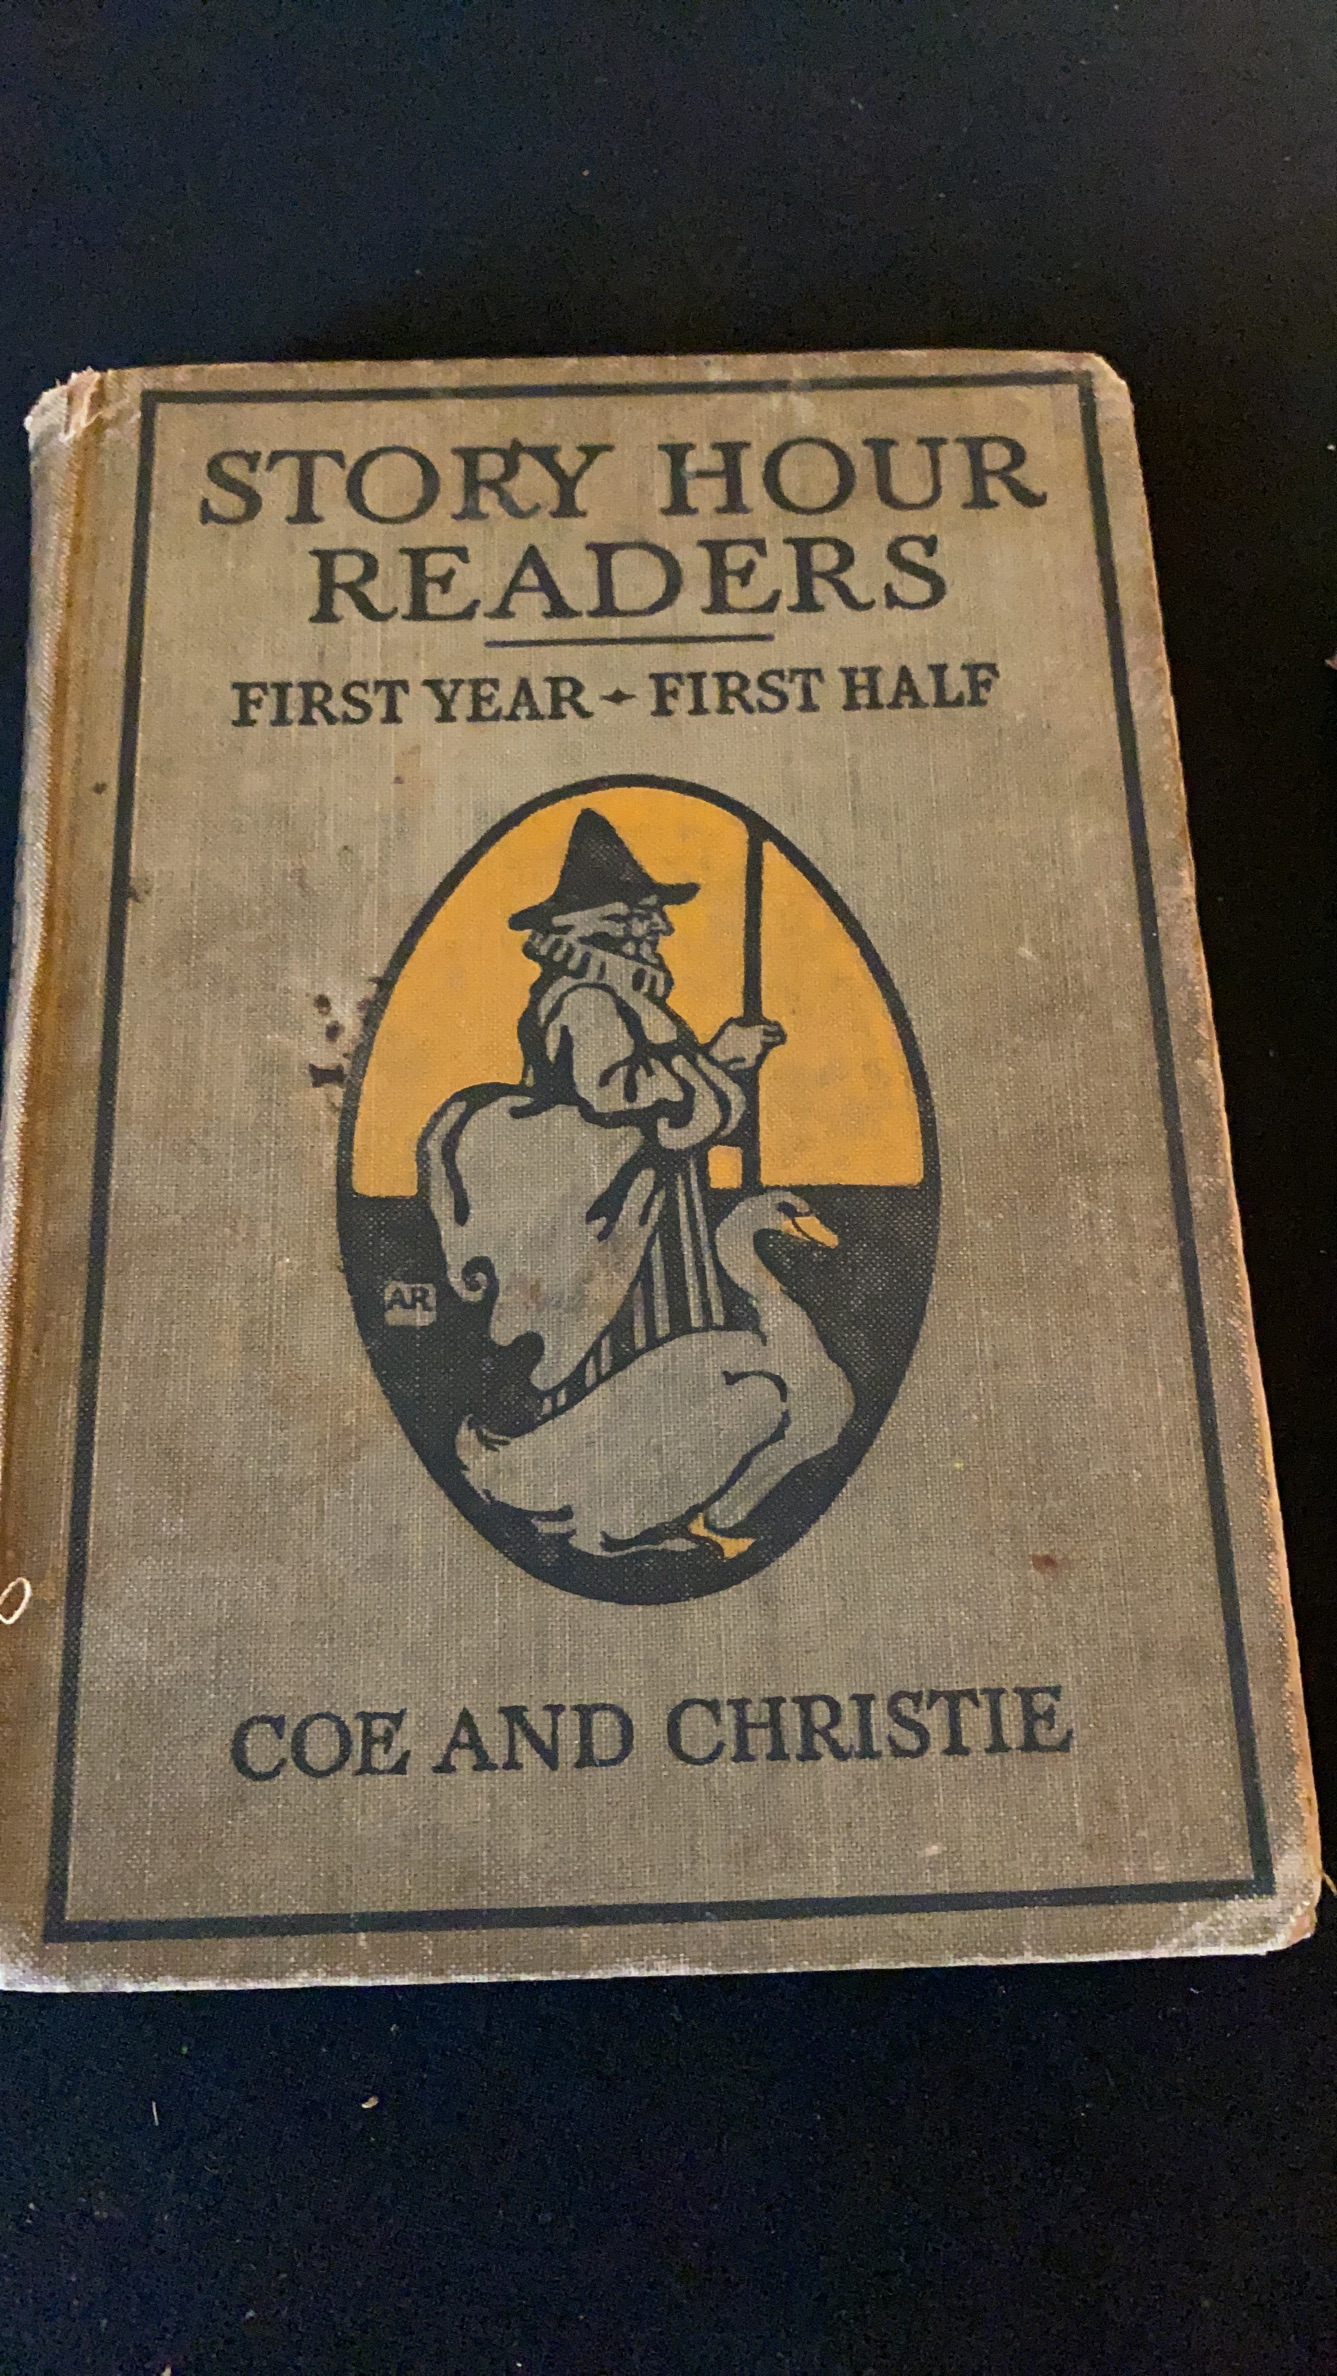 STORY HOUR
READERS
FIRST YEAR ✦ FIRST HALF
AR
COE AND CHRISTIE